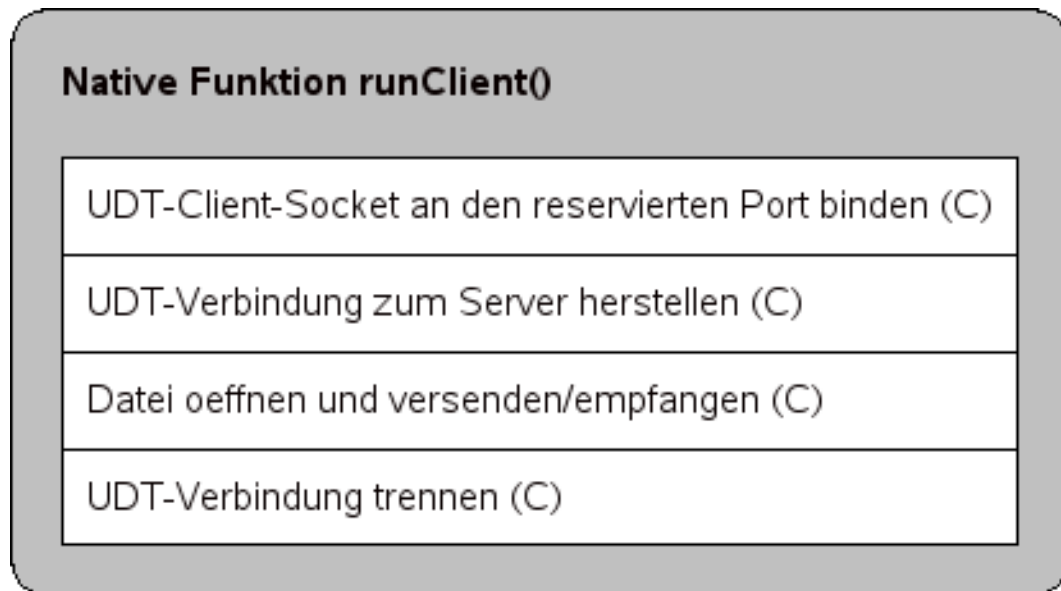 Native Funktion runClient()
UDT-Client-Socket an den reservierten Port binden (C)
UDT-Verbindung zum Server herstellen (C)
Datei oeffnen und versenden/empfangen (C)
UDT-Verbindung trennen (C)